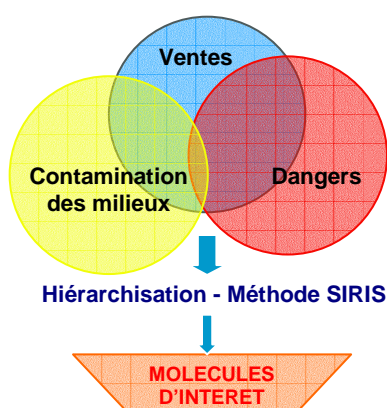 Ventes
Contamination
des milieux
Dangers
Hiérarchisation - Méthode SIRIS
MOLECULES
D'INTERET